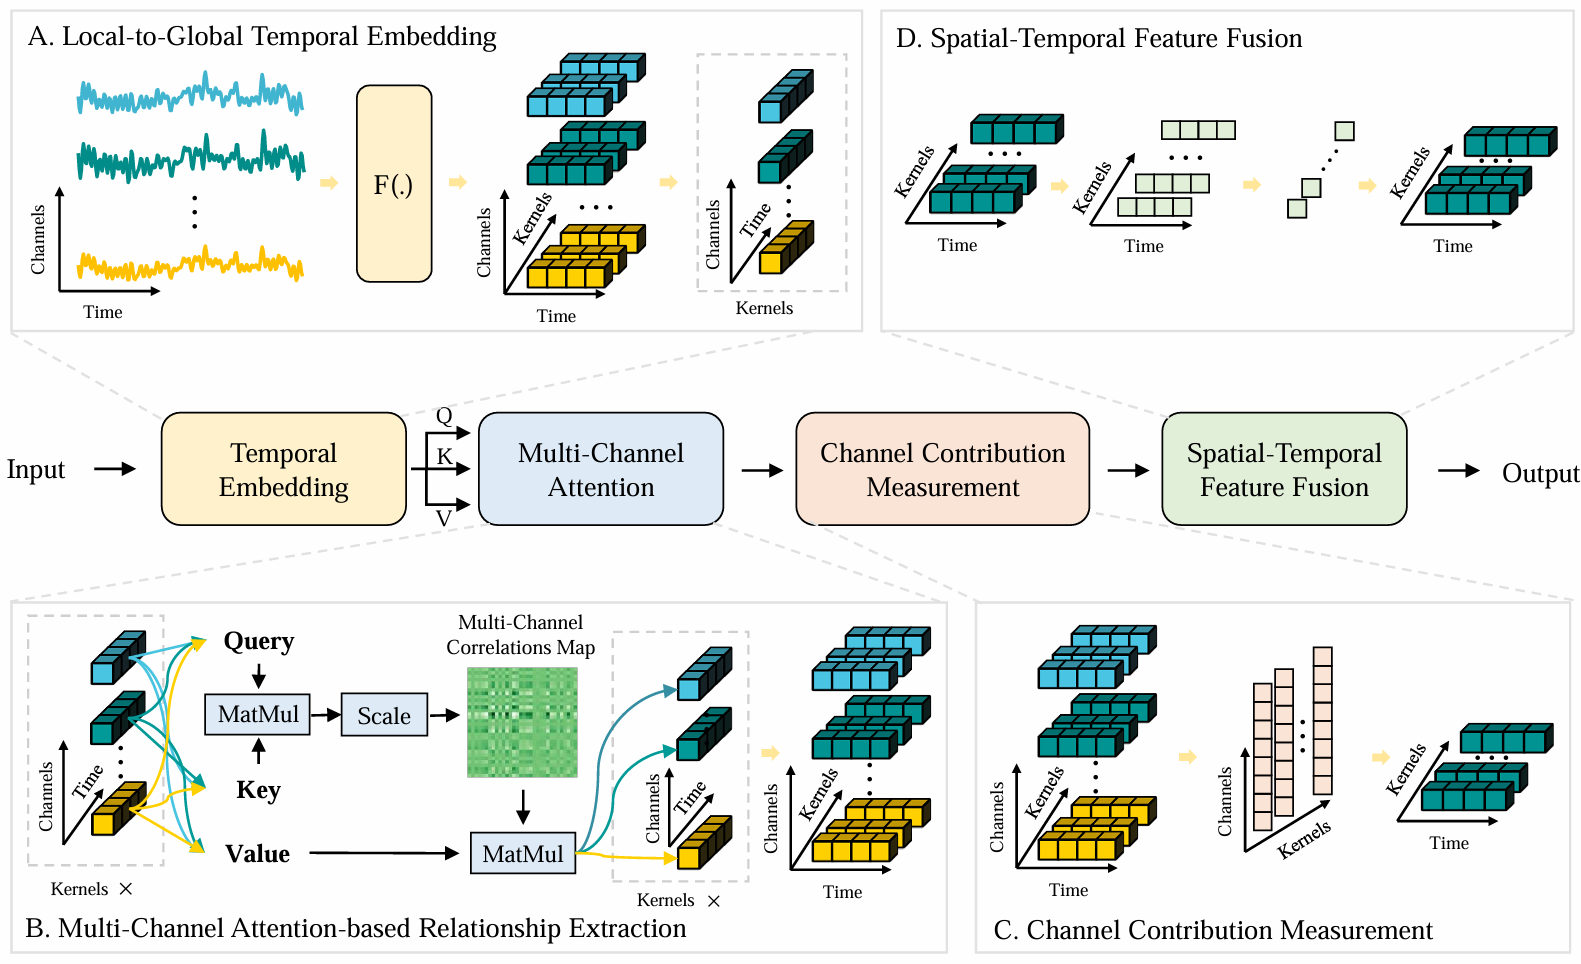 A. Local-to-Global Temporal Embedding
Channels
Time
F(.)
Channels
Kernels
Time
Channels
Time
Kernels
D. Spatial-Temporal Feature Fusion
Kernels
Time
Kernels
Time
Kernels
Time
Input
Temporal
Embedding
Q
K
V
Multi-Channel
Attention
Channel Contribution
Measurement
Spatial-Temporal
Feature Fusion
Output
Channels
Time
Kernels ×
Query
MatMul
Scale
Key
Value
Multi-Channel
Correlations Map
MatMul
Channels
Time
Kernels ×
Channels
Kernels
Time
B. Multi-Channel Attention-based Relationship Extraction
Channels
Kernels
Time
Channels
Kernels
Kernels
Time
C. Channel Contribution Measurement